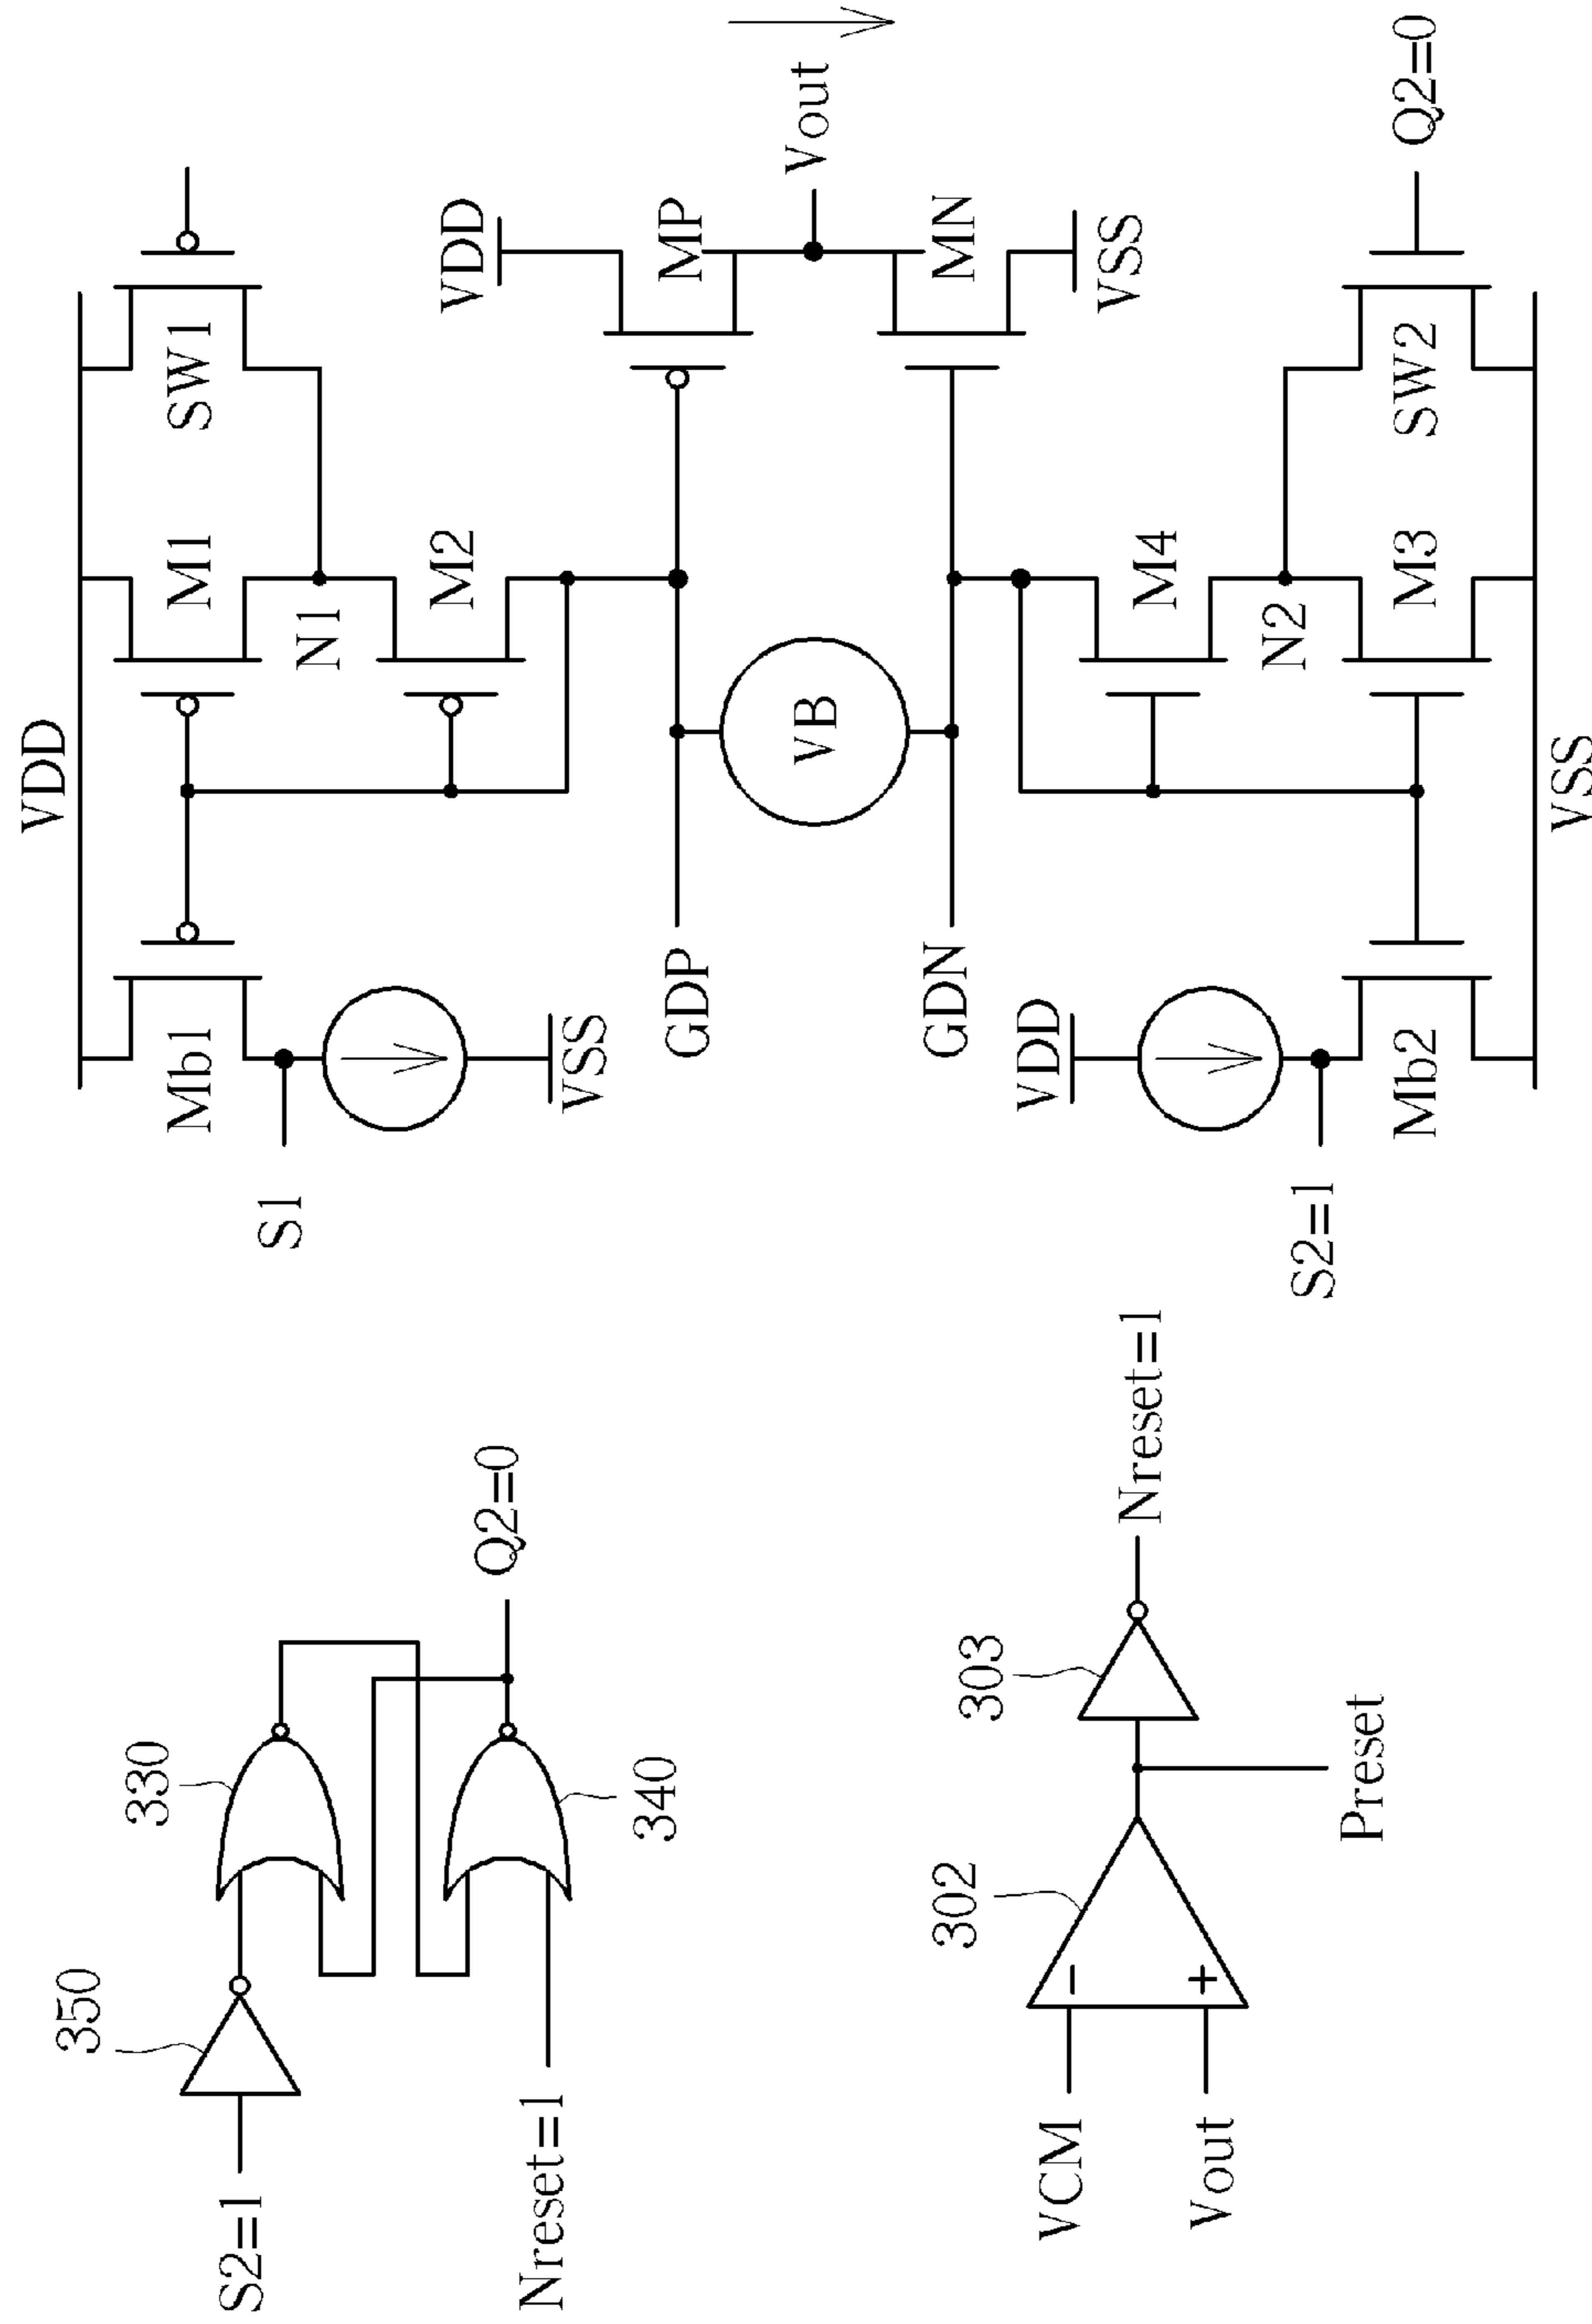 VDD
SW1
M1
N1
M2
Mb1
S1
VSS
VDD
MP
Vout
MN
VSS
GDP
VB
GDN
VDD
M4
N2
M3
SW2
Q2=0
Mb2
S2=1
VSS
350
330
S2=1
Q2=0
Nreset=1
340
302
303
VCM
Vout
Nreset=1
Preset